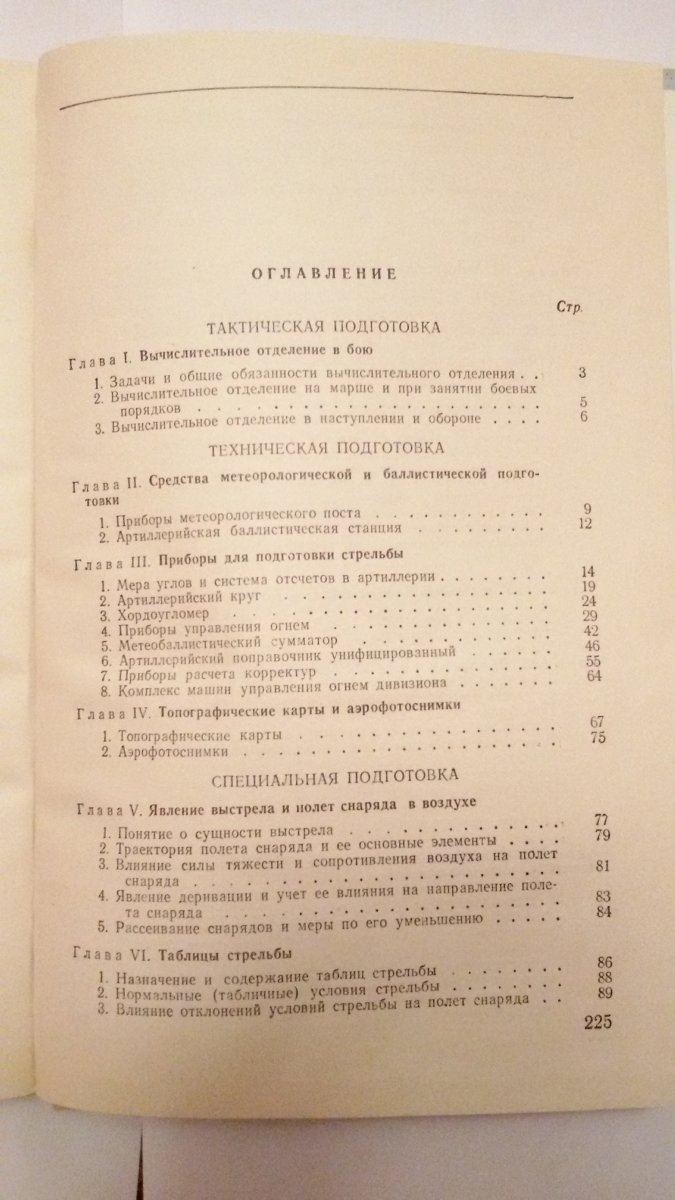 ОГЛАВЛЕНИЕ
Стр.
ТАКТИЧЕСКАЯ ПОДГОТОВКА
Глава I. Вычислительное отделение в бою
1. Задачи и общие обязанности вычислительного отделения . . 3
2. Вычислительное отделение на марше и при занятии боевых
порядков . . . . . . . . . . . . . . . . . . . . 5
3. Вычислительное отделение в наступлении и обороне . . . . 6
ТЕХНИЧЕСКАЯ ПОДГОТОВКА
Глава II. Средства метеорологической и баллистической подго-
товки
1. Приборы метеорологического поста . . . . . . . . . . . 9
2. Артиллерийская баллистическая станция . . . . . . . . 12
Глава III. Приборы для подготовки стрельбы
1. Мера углов и система отсчетов в артиллерии . . . . . . . 14
2. Артиллерийский круг . . . . . . . . . . . . . . . . 19
3. Хордоугломер . . . . . . . . . . . . . . . . . . . 24
4. Приборы управления огнем . . . . . . . . . . . . . . 29
5. Метеобаллистический сумматор . . . . . . . . . . . . 42
6. Артиллерийский поправочник унифицированный . . . . . . 46
7. Приборы расчета корректур . . . . . . . . . . . . . . 55
8. Комплекс машин управления огнем дивизиона . . . . . . 64
Глава IV. Топографические карты и аэрофотоснимки
1. Топографические карты . . . . . . . . . . . . . . . 67
2. Аэрофотоснимки . . . . . . . . . . . . . . . . . . 75
СПЕЦИАЛЬНАЯ ПОДГОТОВКА
Глава V. Явление выстрела и полет снаряда в воздухе
1. Понятие о сущности выстрела . . . . . . . . . . . . . 77
2. Траектория полета снаряда и ее основные элементы . . . . 79
3. Влияние силы тяжести и сопротивления воздуха на полет
снаряда . . . . . . . . . . . . . . . . . . . . . 81
4. Явление деривации и учет ее влияния на направление поле-
та снаряда . . . . . . . . . . . . . . . . . . . . 83
5. Рассеивание снарядов и меры по его уменьшению . . . . . 84
Глава VI. Таблицы стрельбы
1. Назначение и содержание таблиц стрельбы . . . . . . . 86
2. Нормальные (табличные) условия стрельбы . . . . . . . 88
3. Влияние отклонений условий стрельбы на полет снаряда . . 89
225